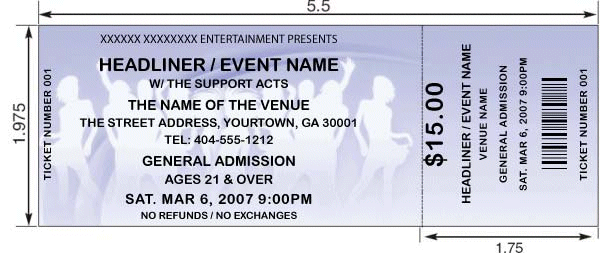 5.5
XXXXXX XXXXXXXX ENTERTAINMENT PRESENTS
HEADLINER / EVENT NAME
W/ THE SUPPORT ACTS
THE NAME OF THE VENUE
THE STREET ADDRESS, YOURTOWN, GA 30001
TEL: 404-555-1212
GENERAL ADMISSION
AGES 21 & OVER
SAT. MAR 6, 2007 9:00PM
NO REFUNDS / NO EXCHANGES
1.975
TICKET NUMBER 001
$15.00
HEADLINER / EVENT NAME
VENUE NAME
GENERAL ADMISSION
SAT. MAR 6, 2007 9:00PM
TICKET NUMBER 001
1.75